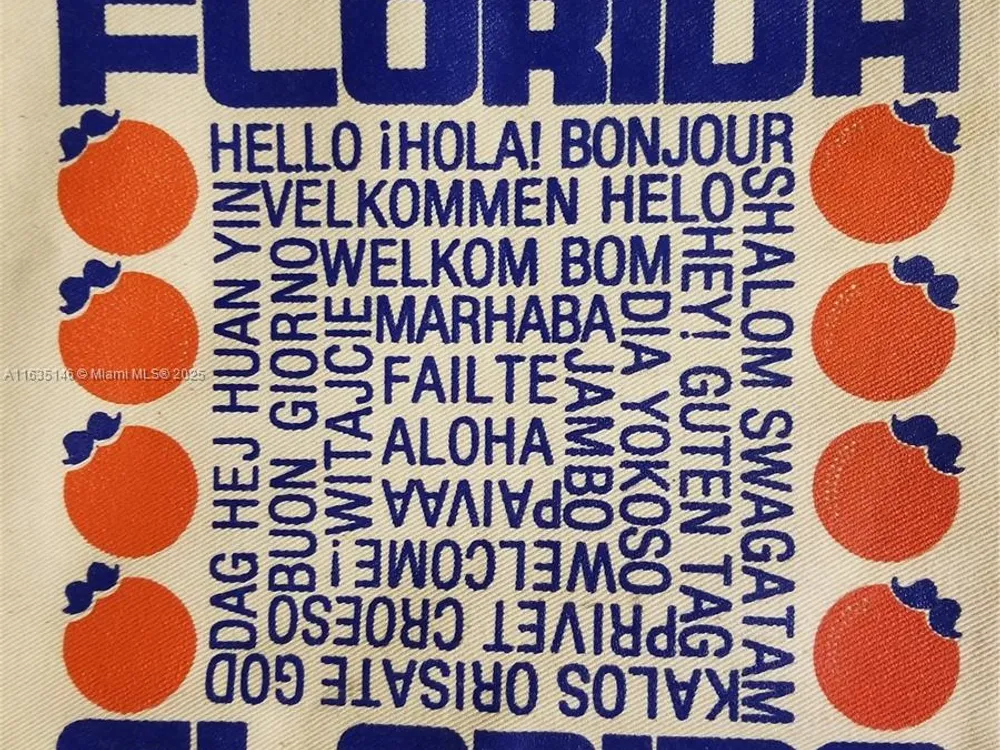 FLORIDA
HELLO ¡HOLA! BONJOUR
SHALOM SWAGATAM
KALOS ORISATE GOD
DAG HEJ HUAN YIN
VELKOMMEN HELO
HEY! GUTEN TAG
PRIVET CROESO
BUON GIORNO
WELKOM BOM
DIA YOKOSO
WELCOME!
WITAJCIE
MARHABA
JAMBO
PAIVAA
FAILTE
ALOHA
FLORIDA
A11635146 © Miami MLS® 2025